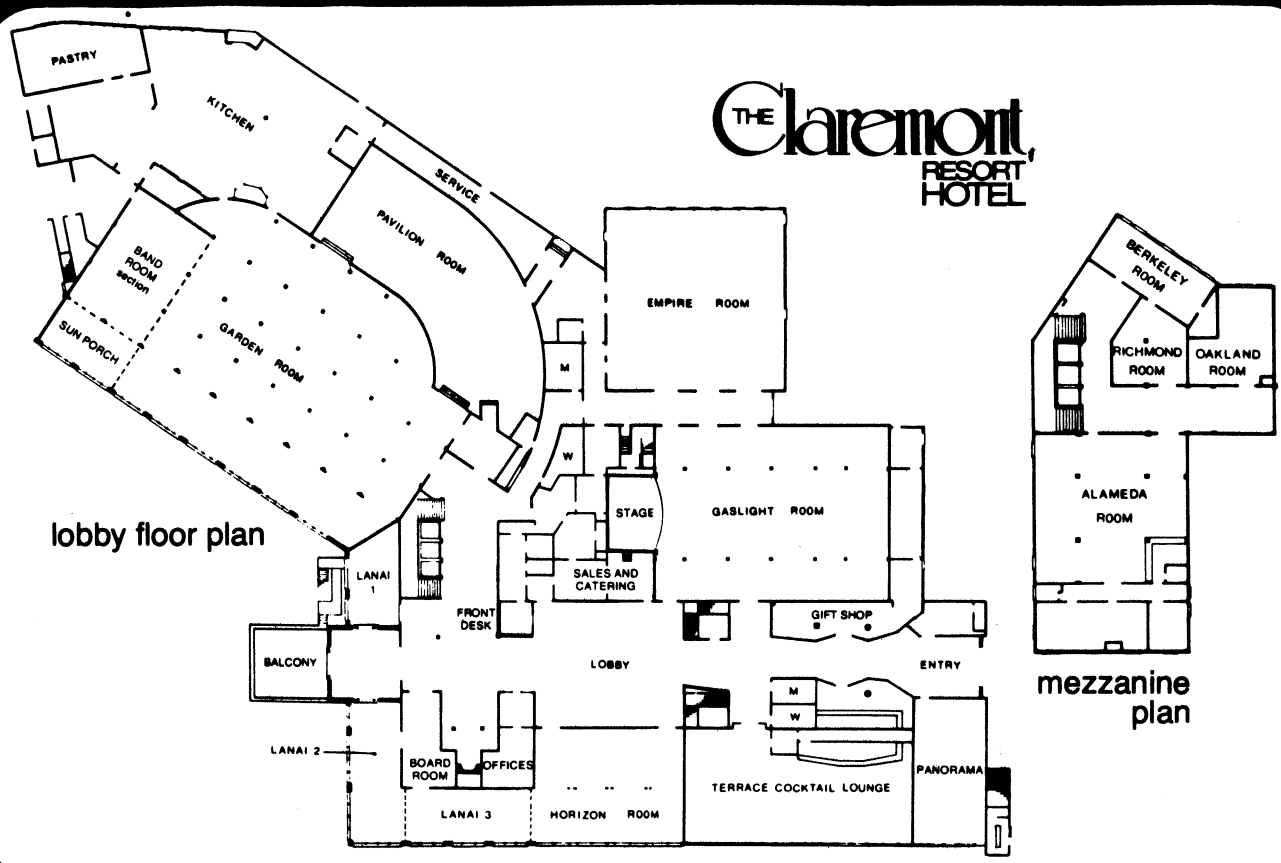 THE Claremont
RESORT
HOTEL
PASTRY
KITCHEN
SERVICE
PAVILION ROOM
BAND
ROOM
section
SUN PORCH
GARDEN ROOM
EMPIRE ROOM
M
W
STAGE
GASLIGHT ROOM
lobby floor plan
LANAI
1
SALES AND
CATERING
FRONT
DESK
GIFT SHOP
BALCONY
LOBBY
ENTRY
M
W
LANAI 2
BOARD
ROOM
OFFICES
PANORAMA
TERRACE COCKTAIL LOUNGE
LANAI 3
HORIZON ROOM
BERKELEY
ROOM
RICHMOND
ROOM
OAKLAND
ROOM
ALAMEDA
ROOM
mezzanine
plan